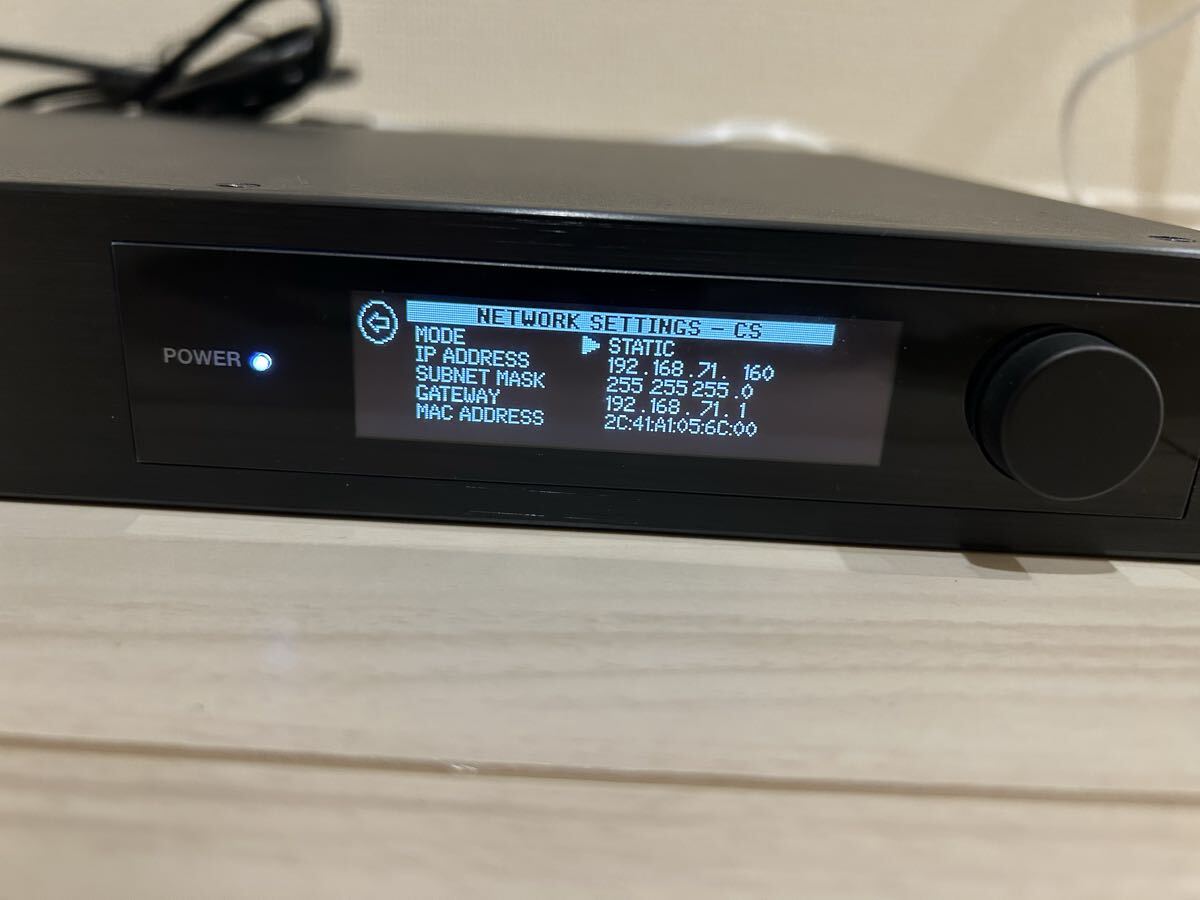 POWER
NETWORK SETTINGS - CS
MODE STATIC
IP ADDRESS 192.168.71.160
SUBNET MASK 255 255 255.0
GATEWAY 192.168.71.1
MAC ADDRESS 2C:41:A1:05:6C:00